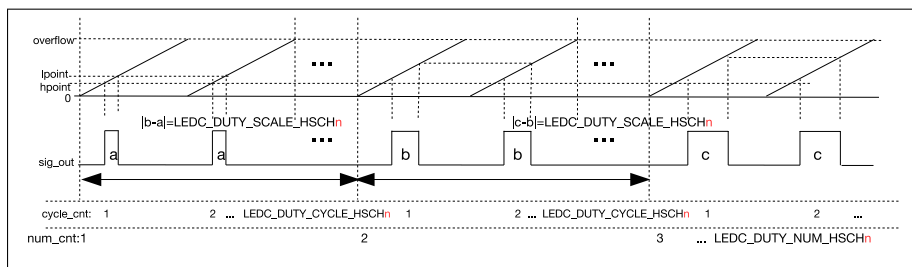 overflow
lpoint
hpoint
0
|b-a|=LEDC_DUTY_SCALE_HSCHn
|c-b|=LEDC_DUTY_SCALE_HSCHn
sig_out a a ... b b ... c c
cycle_cnt: 1 2 ... LEDC_DUTY_CYCLE_HSCHn 1 2 ... LEDC_DUTY_CYCLE_HSCHn 1 2 ...
num_cnt:1 2 3 ... LEDC_DUTY_NUM_HSCHn